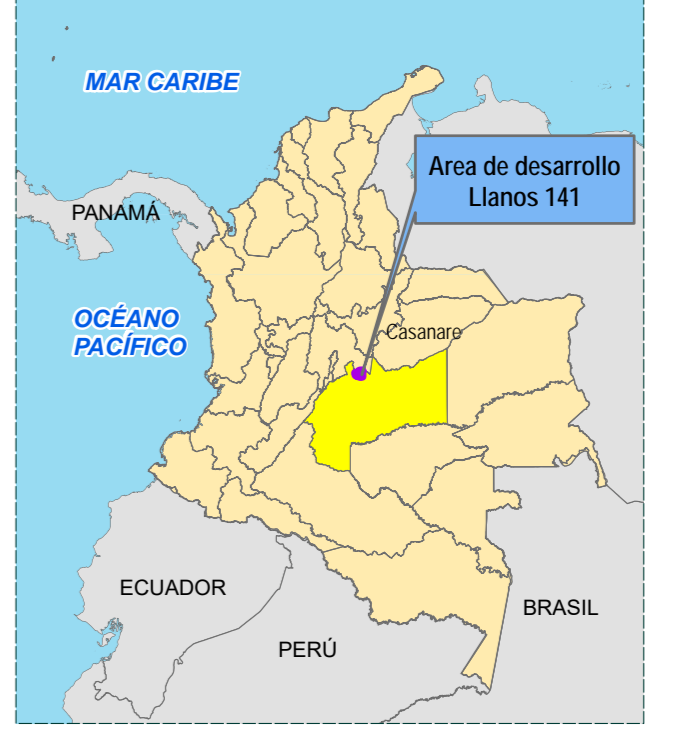 MAR CARIBE
Area de desarrollo
Llanos 141
PANAMÁ
OCÉANO
PACÍFICO
Casanare
ECUADOR
BRASIL
PERÚ